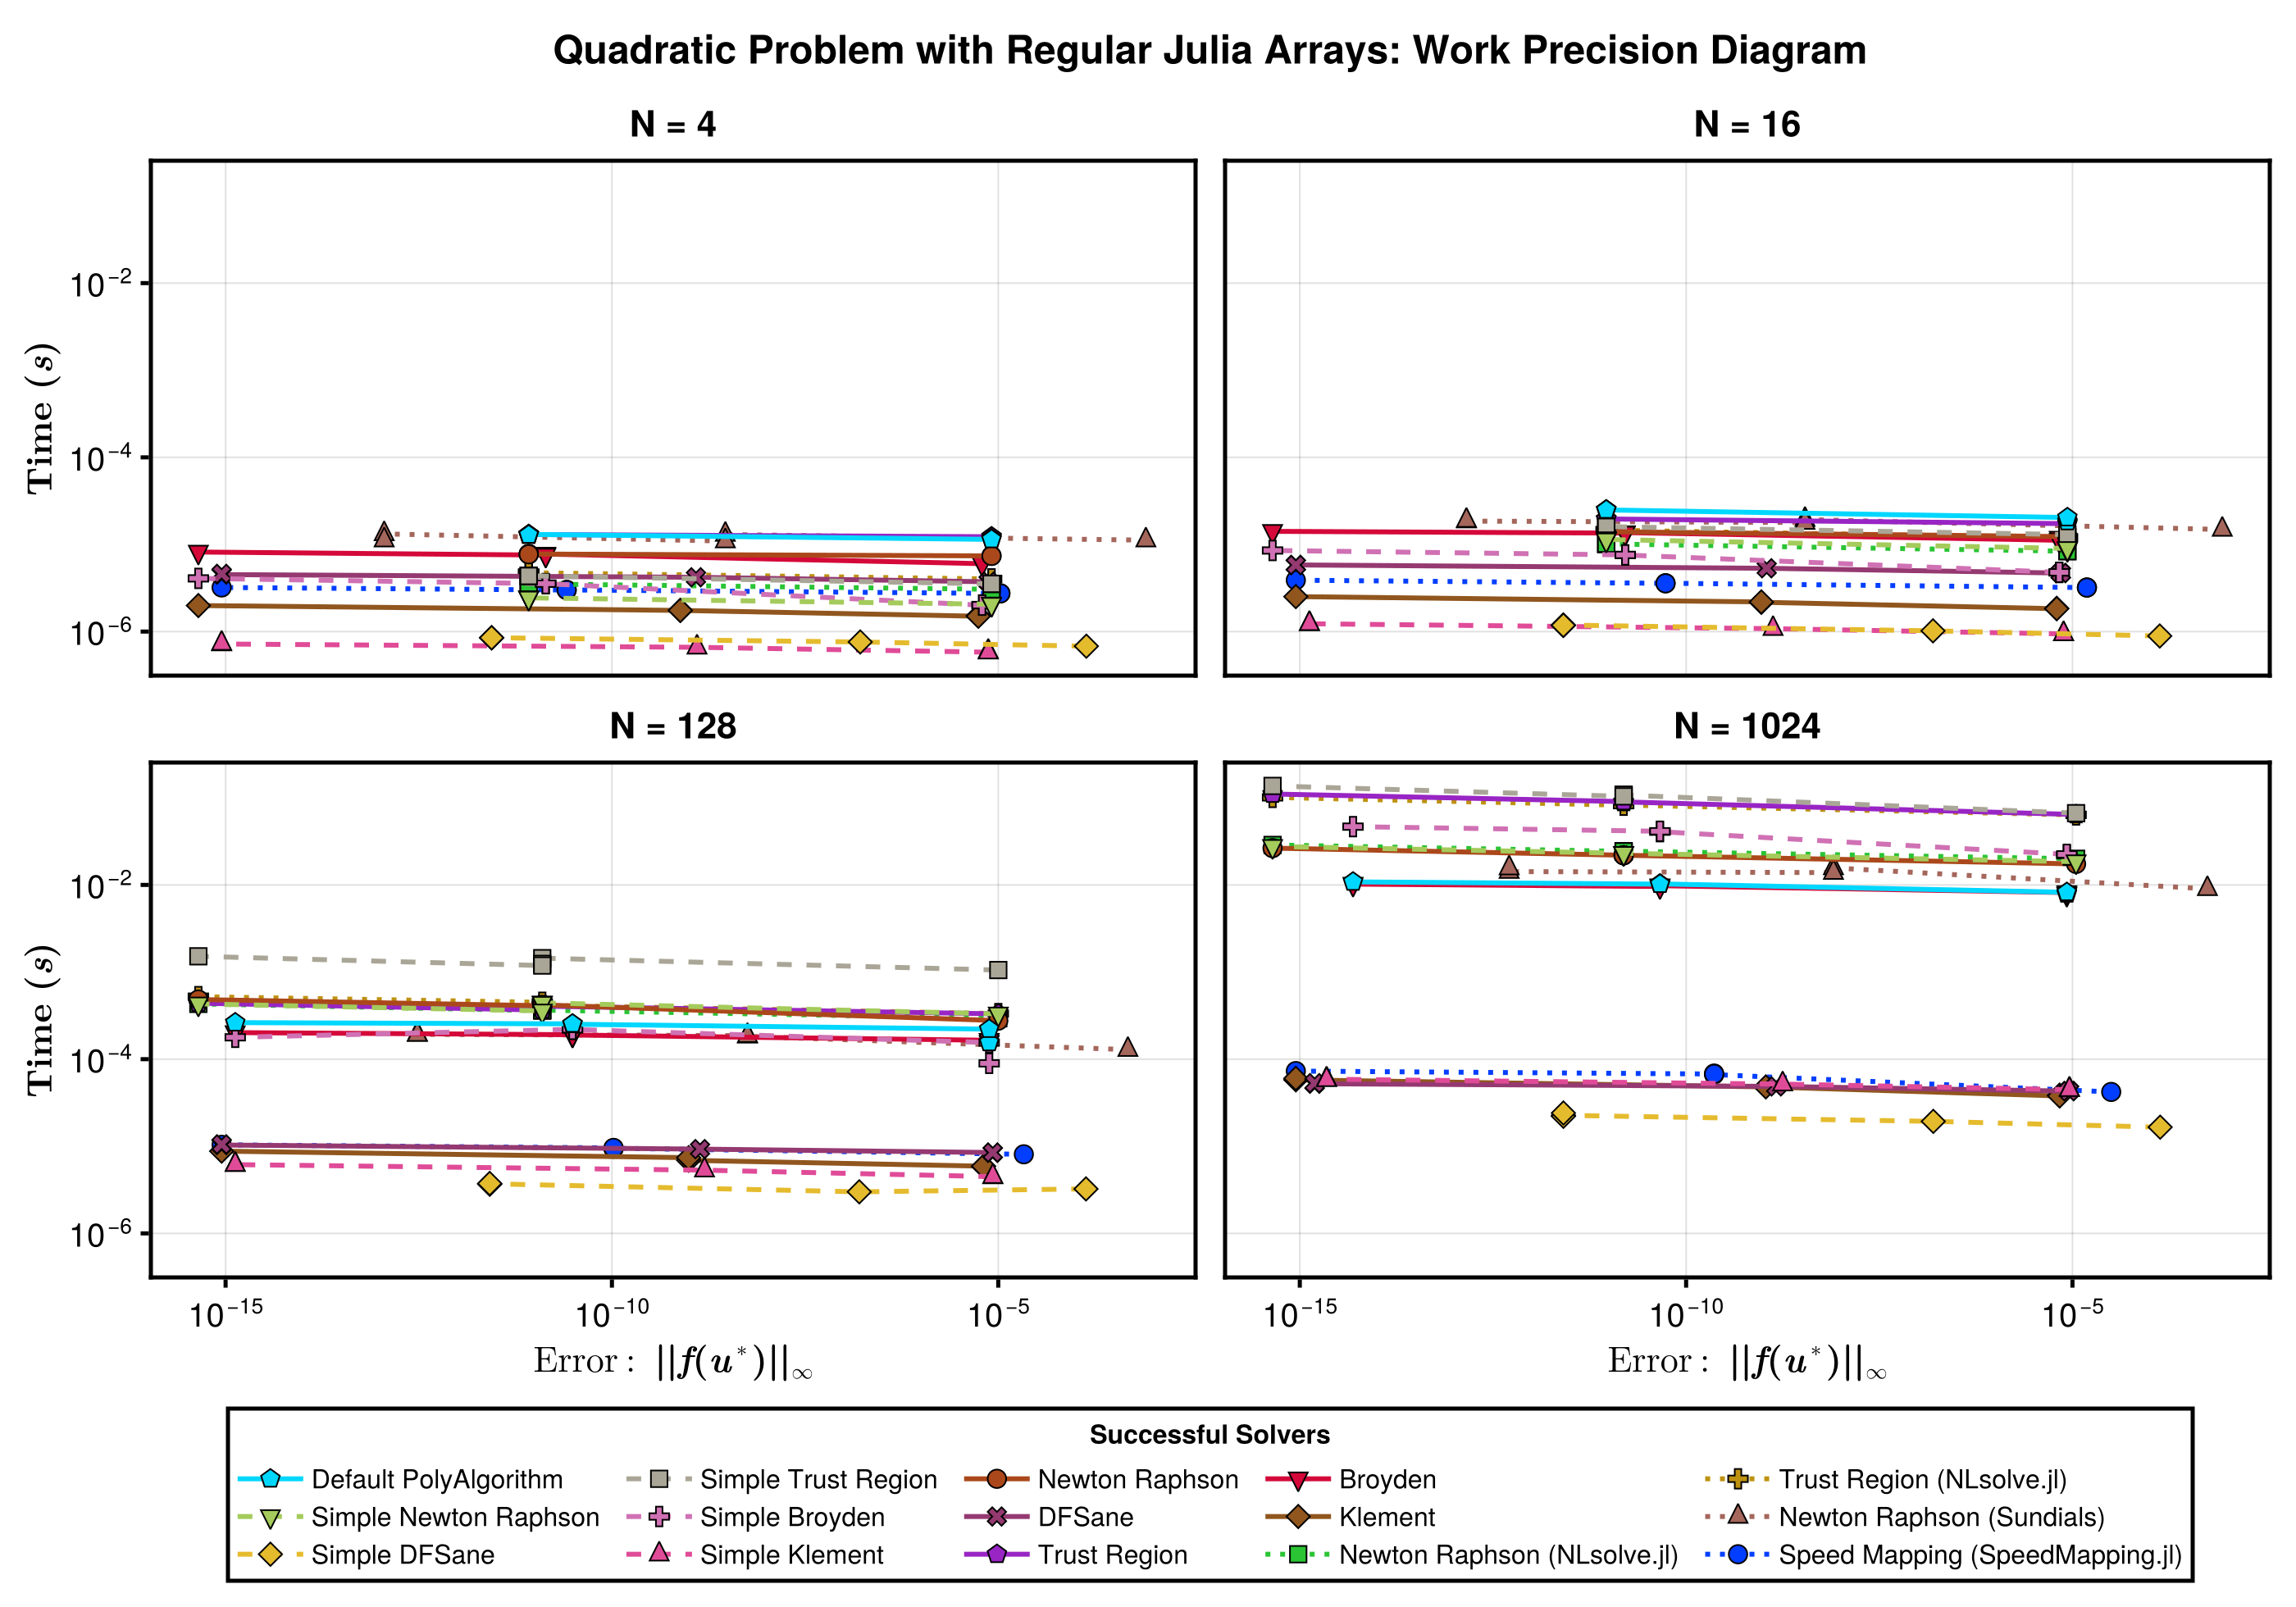 Quadratic Problem with Regular Julia Arrays: Work Precision Diagram
N = 4
N = 16
Time (s)
10⁻²
10⁻⁴
10⁻⁶
N = 128
N = 1024
Time (s)
10⁻²
10⁻⁴
10⁻⁶
10⁻¹⁵ 10⁻¹⁰ 10⁻⁵
10⁻¹⁵ 10⁻¹⁰ 10⁻⁵
Error: ||f(u*)||∞
Error: ||f(u*)||∞
Successful Solvers
Default PolyAlgorithm Simple Trust Region Newton Raphson Broyden Trust Region (NLsolve.jl)
Simple Newton Raphson Simple Broyden DFSane Klement Newton Raphson (Sundials)
Simple DFSane Simple Klement Trust Region Newton Raphson (NLsolve.jl) Speed Mapping (SpeedMapping.jl)